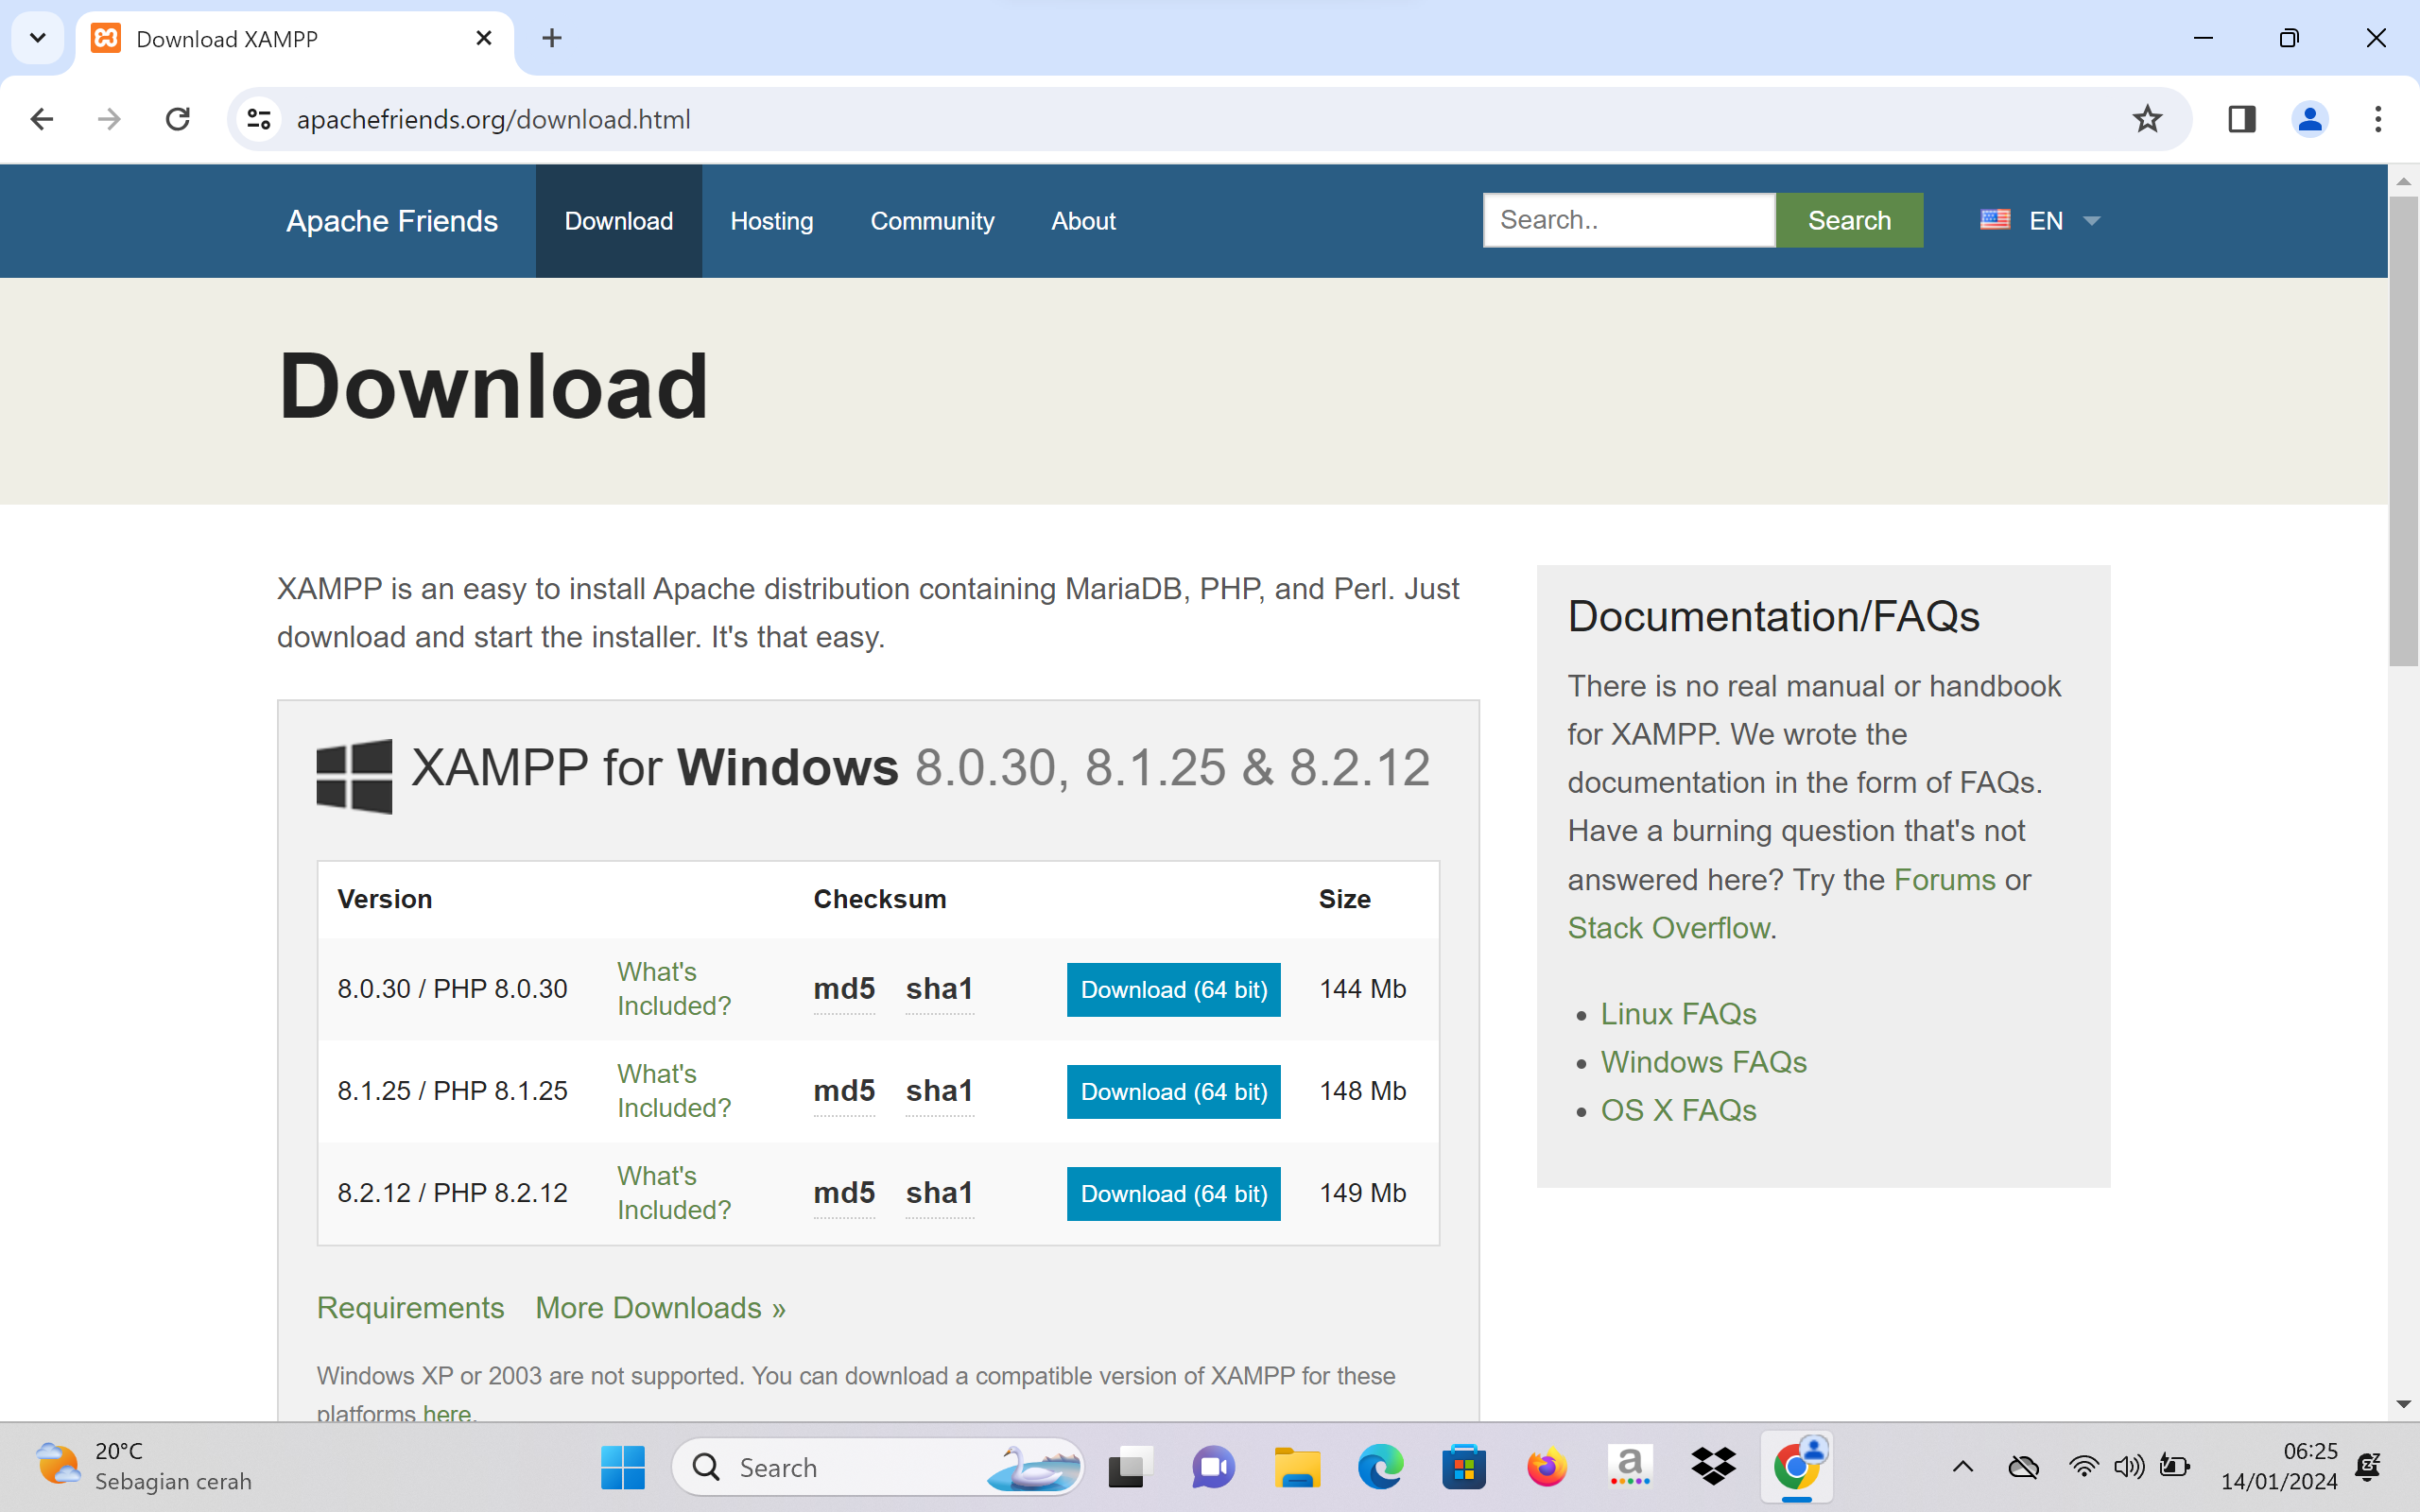 Download XAMPP
apachefriends.org/download.html
Apache Friends Download Hosting Community About Search.. Search EN
Download
XAMPP is an easy to install Apache distribution containing MariaDB, PHP, and Perl. Just
download and start the installer. It's that easy.
XAMPP for Windows 8.0.30, 8.1.25 & 8.2.12
Version Checksum Size
8.0.30 / PHP 8.0.30 What's
Included? md5 sha1 Download (64 bit) 144 Mb
8.1.25 / PHP 8.1.25 What's
Included? md5 sha1 Download (64 bit) 148 Mb
8.2.12 / PHP 8.2.12 What's
Included? md5 sha1 Download (64 bit) 149 Mb
Requirements More Downloads »
Windows XP or 2003 are not supported. You can download a compatible version of XAMPP for these
platforms here.
Documentation/FAQs
There is no real manual or handbook
for XAMPP. We wrote the
documentation in the form of FAQs.
Have a burning question that's not
answered here? Try the Forums or
Stack Overflow.
• Linux FAQs
• Windows FAQs
• OS X FAQs
20°C
Sebagian cerah
Search
a
06:25
14/01/2024